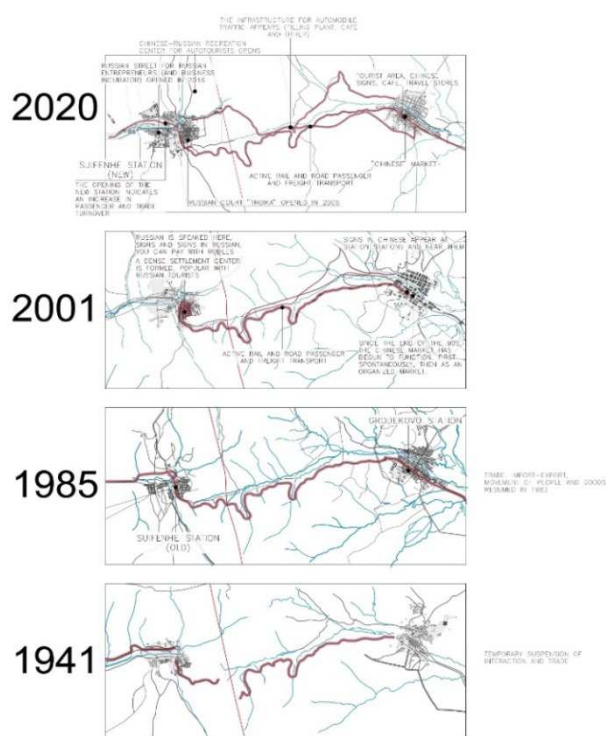 THE INFRASTRUCTURE FOR AUTOMOBILE
TRAFFIC APPEARS (FILLING PLANT, CAFE
AND OTHER)
CHINESE-RUSSIAN RECREATION
CENTER FOR AUTOTOURISTS OPENS
RUSSIAN STREET FOR RUSSIAN
ENTREPRENEURS (AND BUSINESS
INCUBATOR) OPENED IN 2016
TOURIST AREA, CHINESE
SIGNS, CAFE, TRAVEL STORES
2020
SUIFENHE STATION
(NEW)
"CHINESE" MARKET
ACTIVE RAIL AND ROAD PASSENGER
AND FREIGHT TRANSPORT
THE OPENING OF THE
NEW STATION INDICATES
AN INCREASE IN
PASSENGER AND TRADE
TURNOVER
RUSSIAN COURT "TROIKA" OPENED IN
RUSSIAN IS SPEAKED HERE,
SIGNS AND SIGNS IN RUSSIAN,
YOU CAN PAY WITH RUBLES
A DENSE SETTLEMENT CENTER
IS FORMED, POPULAR WITH
RUSSIAN TOURISTS
SIGNS IN CHINESE APPEAR AT
STATIONS AND NEAR THEM
2001
ACTIVE RAIL AND ROAD PASSENGER
AND FREIGHT TRANSPORT
SINCE THE END OF THE 90S,
THE CHINESE MARKET HAS
BEGUN TO FUNCTION, FIRST
SPONTANEOUSLY, THEN AS AN
ORGANIZED MARKET
GRODEKOVO STATION
1985
TRADE, IMPORT-EXPORT,
MOVEMENT OF PEOPLE AND GOODS
RESUMED IN
SUIFENHE STATION
(OLD)
1941
TEMPORARY SUSPENSION OF
INTERACTION AND TRADE